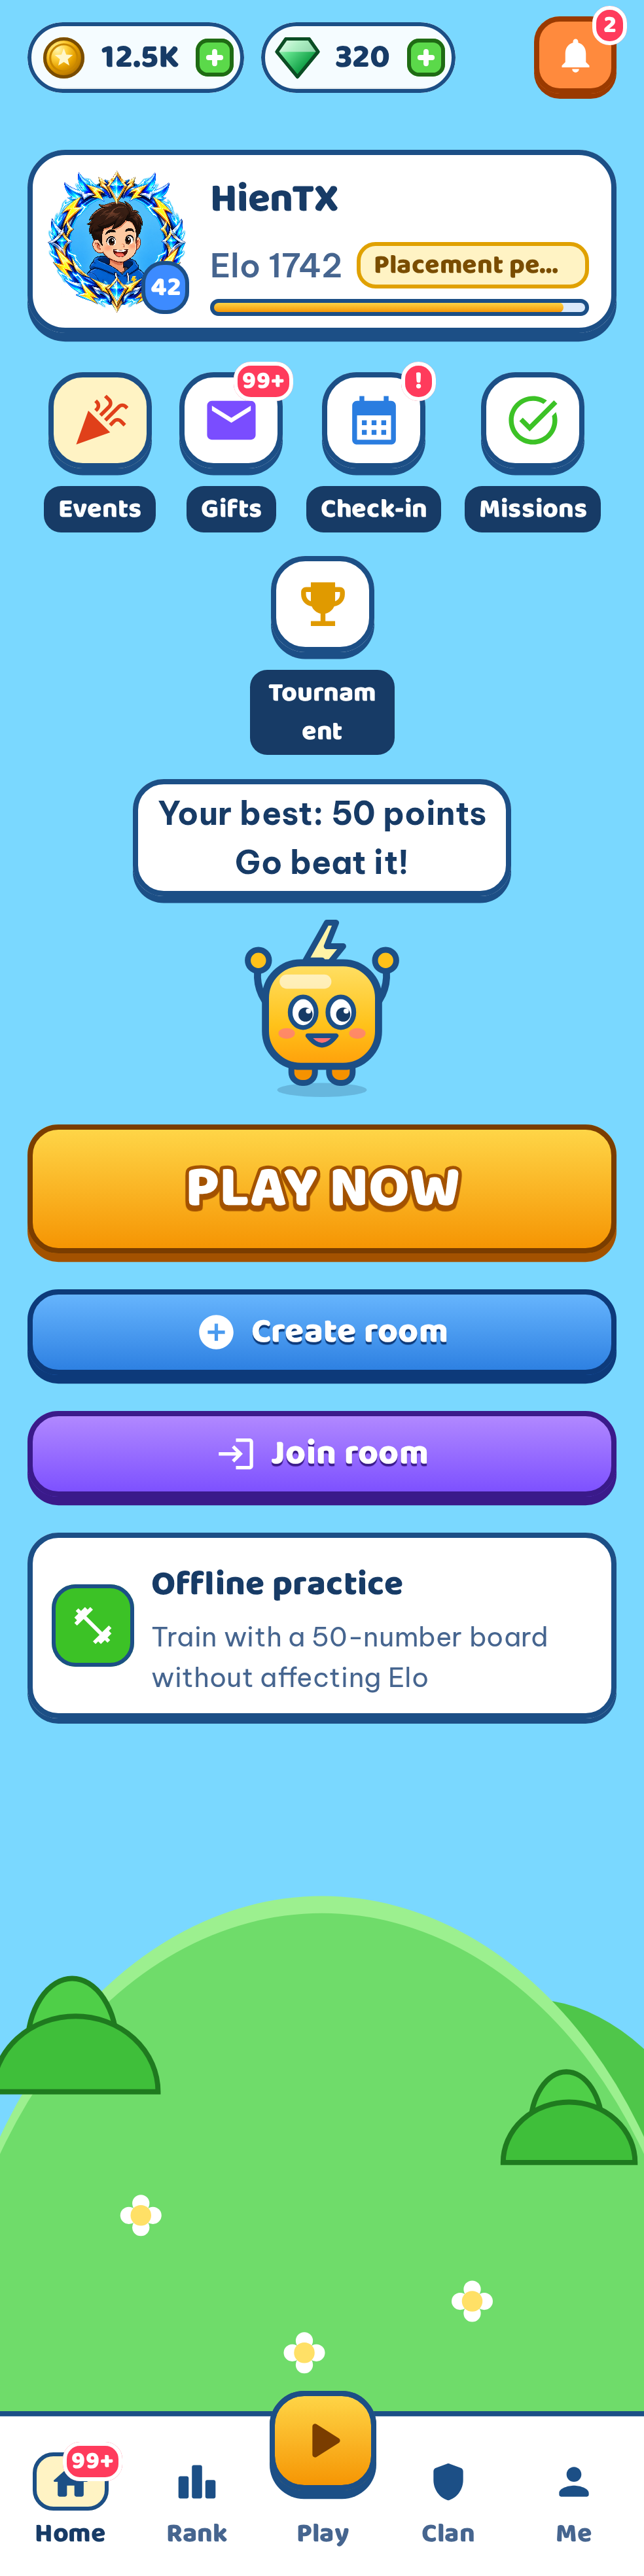 12.5K
320
2
HienTX
Elo 1742
Placement pe...
42
99+
!
Events
Gifts
Check-in
Missions
Tournam
ent
Your best: 50 points
Go beat it!
PLAY NOW
Create room
Join room
Offline practice
Train with a 50-number board
without affecting Elo
99+
Home
Rank
Play
Clan
Me